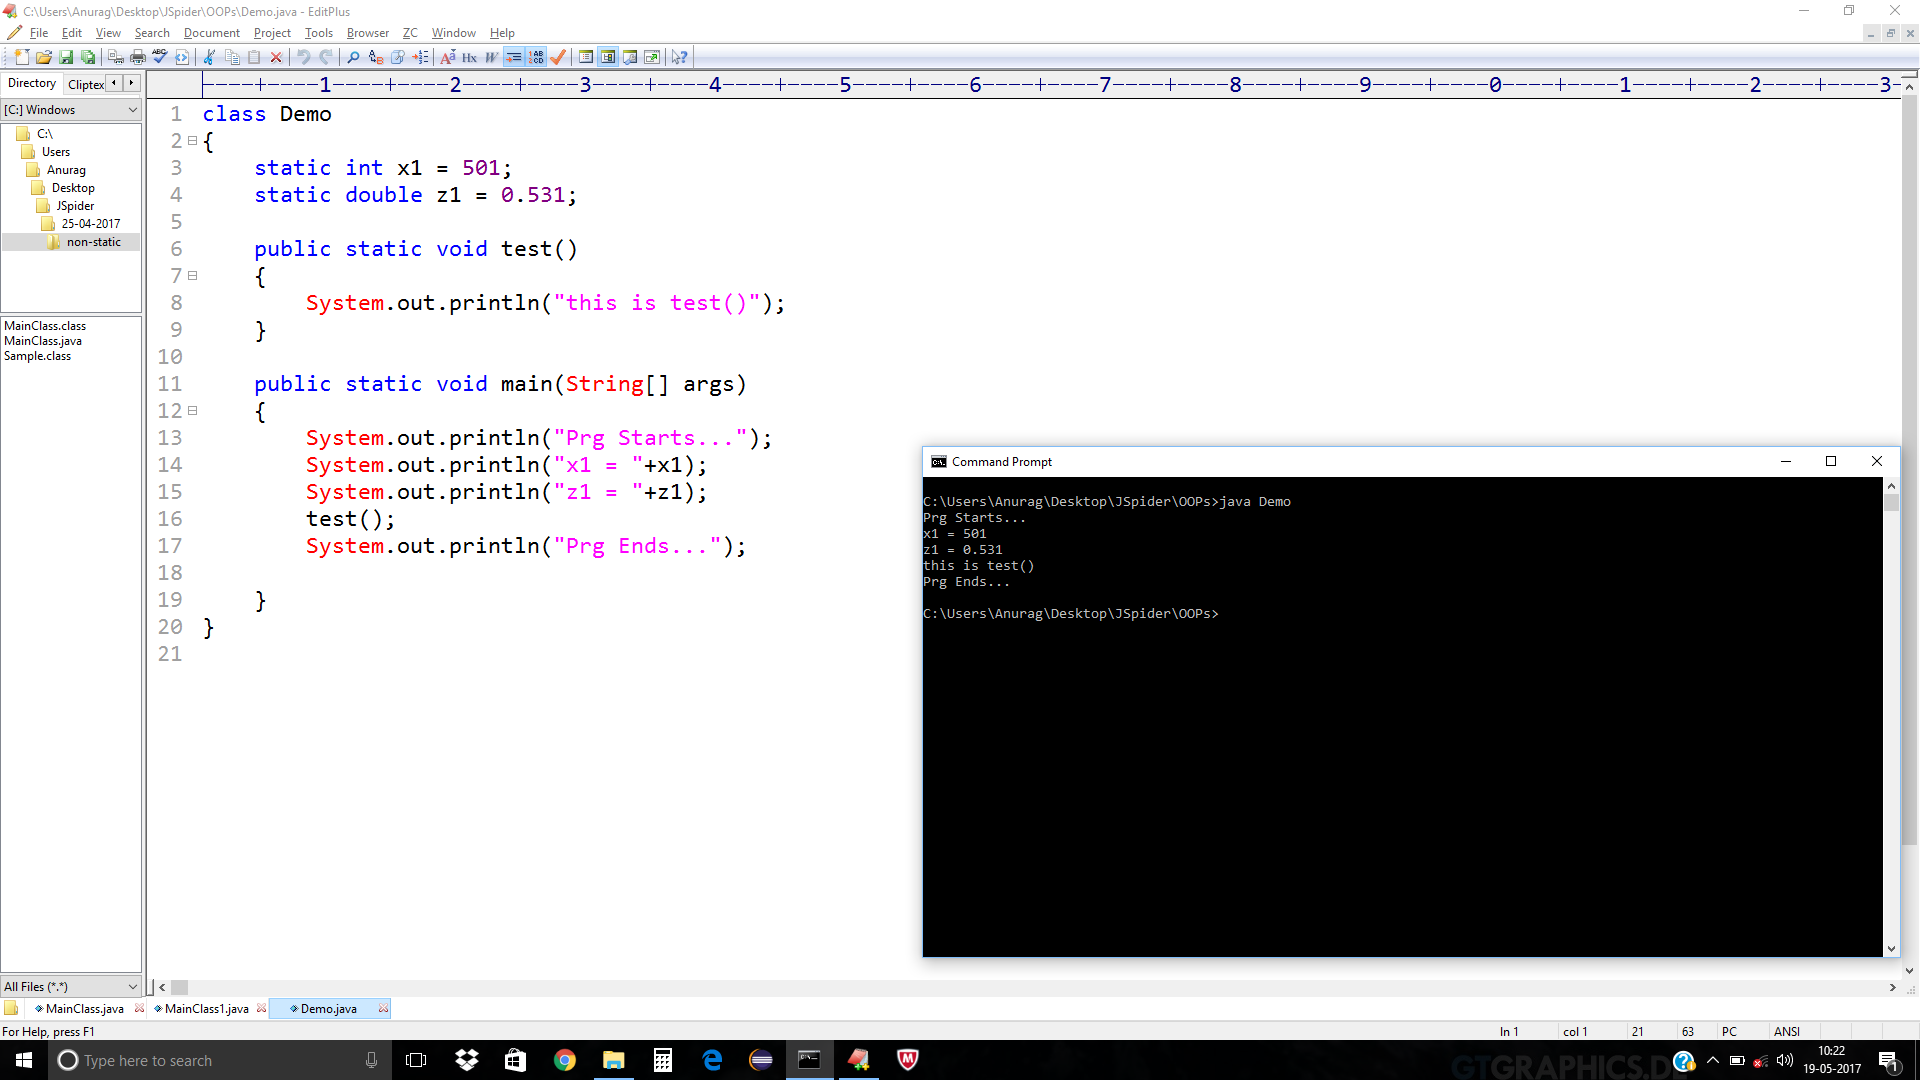 C:\Users\Anurag\Desktop\JSpider\OOPs\Demo.java - EditPlus
File Edit View Search Document Project Tools Browser ZC Window Help
Directory Cliptex
[C:] Windows
C:\
Users
Anurag
Desktop
JSpider
25-04-2017
non-static
MainClass.class
MainClass.java
Sample.class
All Files (*.*)
----+----1----+----2----+----3----+----4----+----5----+----6----+----7----+----8----+----9----+----0----+----1----+----2----+----3-
1 class Demo
2 {
3 static int x1 = 501;
4 static double z1 = 0.531;
5
6 public static void test()
7 {
8 System.out.println("this is test()");
9 }
10
11 public static void main(String[] args)
12 {
13 System.out.println("Prg Starts...");
14 System.out.println("x1 = "+x1);
15 System.out.println("z1 = "+z1);
16 test();
17 System.out.println("Prg Ends...");
18
19 }
20 }
21
Command Prompt
C:\Users\Anurag\Desktop\JSpider\OOPs>java Demo
Prg Starts...
x1 = 501
z1 = 0.531
this is test()
Prg Ends...
C:\Users\Anurag\Desktop\JSpider\OOPs>
MainClass.java MainClass1.java Demo.java
For Help, press F1 ln 1 col 1 21 63 PC ANSI
Type here to search
10:22
19-05-2017
1